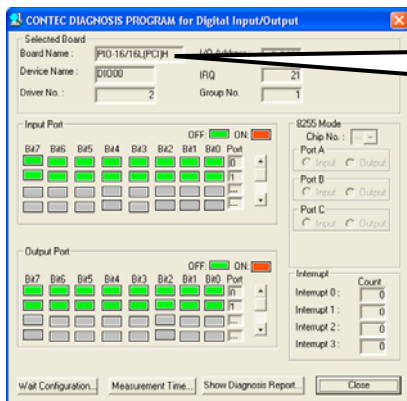 CONTEC DIAGNOSIS PROGRAM for Digital Input/Output
Selected Board
Board Name : PIO-16/16L(PCI)H I/O Address :
Device Name : DIO00 IRQ 21
Driver No. : 2 Group No. 1
Input Port
OFF: ON:
Bit7 Bit6 Bit5 Bit4 Bit3 Bit2 Bit1 Bit0 Port
0
1
...
...
8255 Mode
Chip No. : --
Port A
Input Output
Port B
Input Output
Port C
Input Output
Output Port
OFF: ON:
Bit7 Bit6 Bit5 Bit4 Bit3 Bit2 Bit1 Bit0 Port
0
1
...
...
Interrupt
Count
Interrupt 0 : 0
Interrupt 1 : 0
Interrupt 2 : 0
Interrupt 3 : 0
Wait Configuration... Measurement Time... Show Diagnosis Report... Close